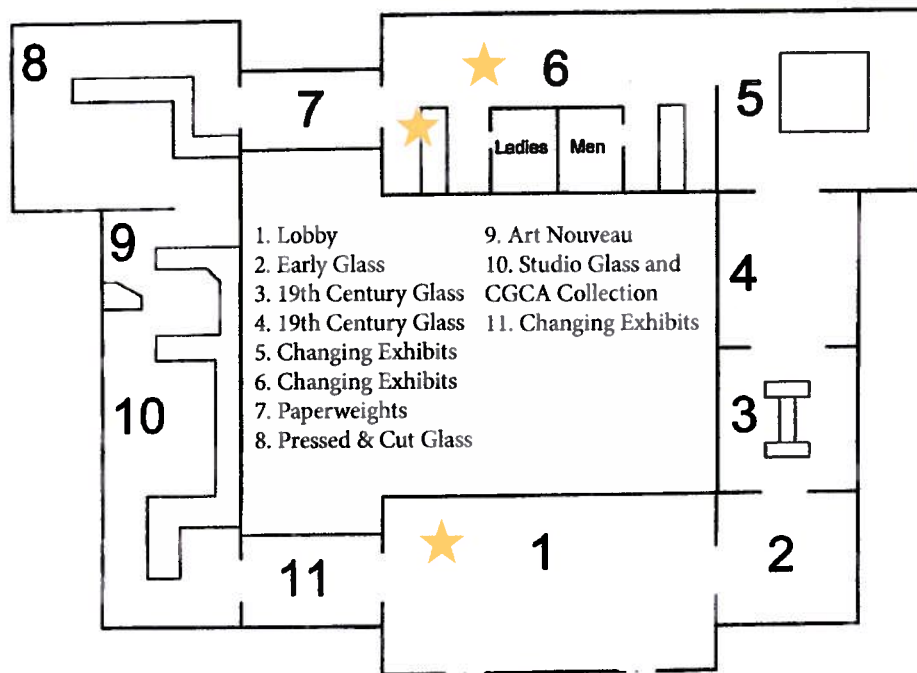 8
6
7
5
Ladies Men
9
1. Lobby
2. Early Glass
3. 19th Century Glass
4. 19th Century Glass
5. Changing Exhibits
6. Changing Exhibits
7. Paperweights
8. Pressed & Cut Glass
9. Art Nouveau
10. Studio Glass and
CGCA Collection
11. Changing Exhibits
4
10
3
11
1
2